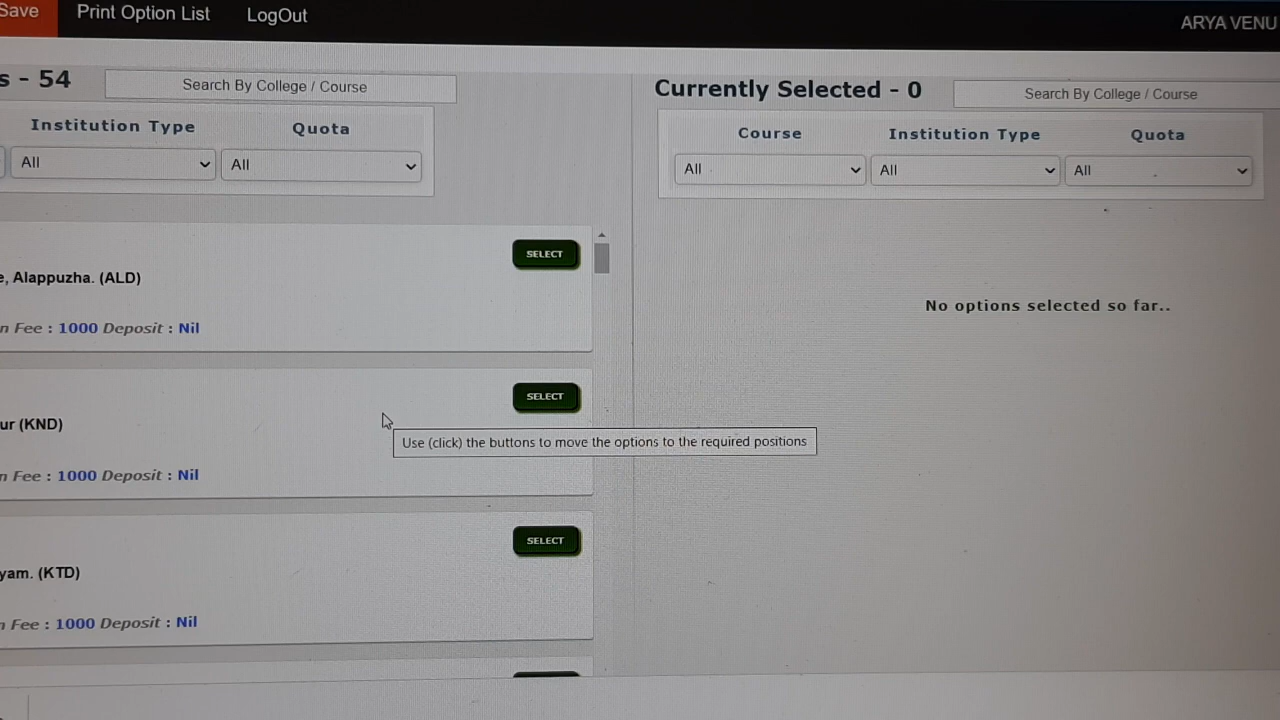 Save Print Option List LogOut ARYA VENU
s - 54 Search By College / Course
Institution Type Quota
All All
e, Alappuzha. (ALD) SELECT
n Fee : 1000 Deposit : Nil
ur (KND) SELECT
n Fee : 1000 Deposit : Nil
yam. (KTD) SELECT
n Fee : 1000 Deposit : Nil
Use (click) the buttons to move the options to the required positions
Currently Selected - 0 Search By College / Course
Course Institution Type Quota
All All All
No options selected so far..